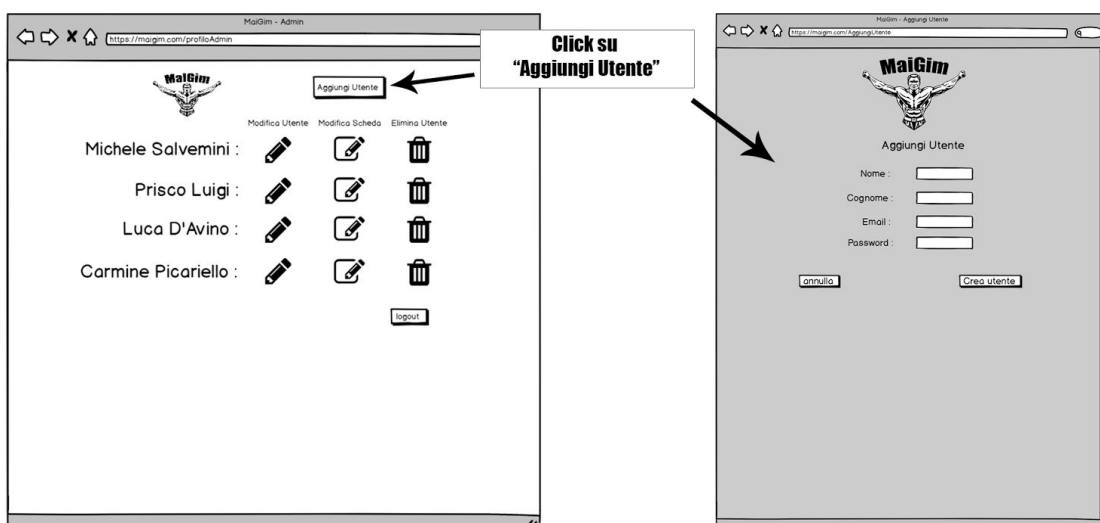 MaiGim - Admin
https://maigim.com/profiloAdmin
MaIGim
Aggiungi Utente
Modifica Utente Modifica Scheda Elimina Utente
Michele Salvemini :
Prisco Luigi :
Luca D'Avino :
Carmine Picariello :
logout
Click su
“Aggiungi Utente”
MaiGim - Aggiungi Utente
https://maigim.com/AggiungiUtente
MaiGim
Aggiungi Utente
Nome :
Cognome :
Email :
Password :
annulla Crea utente